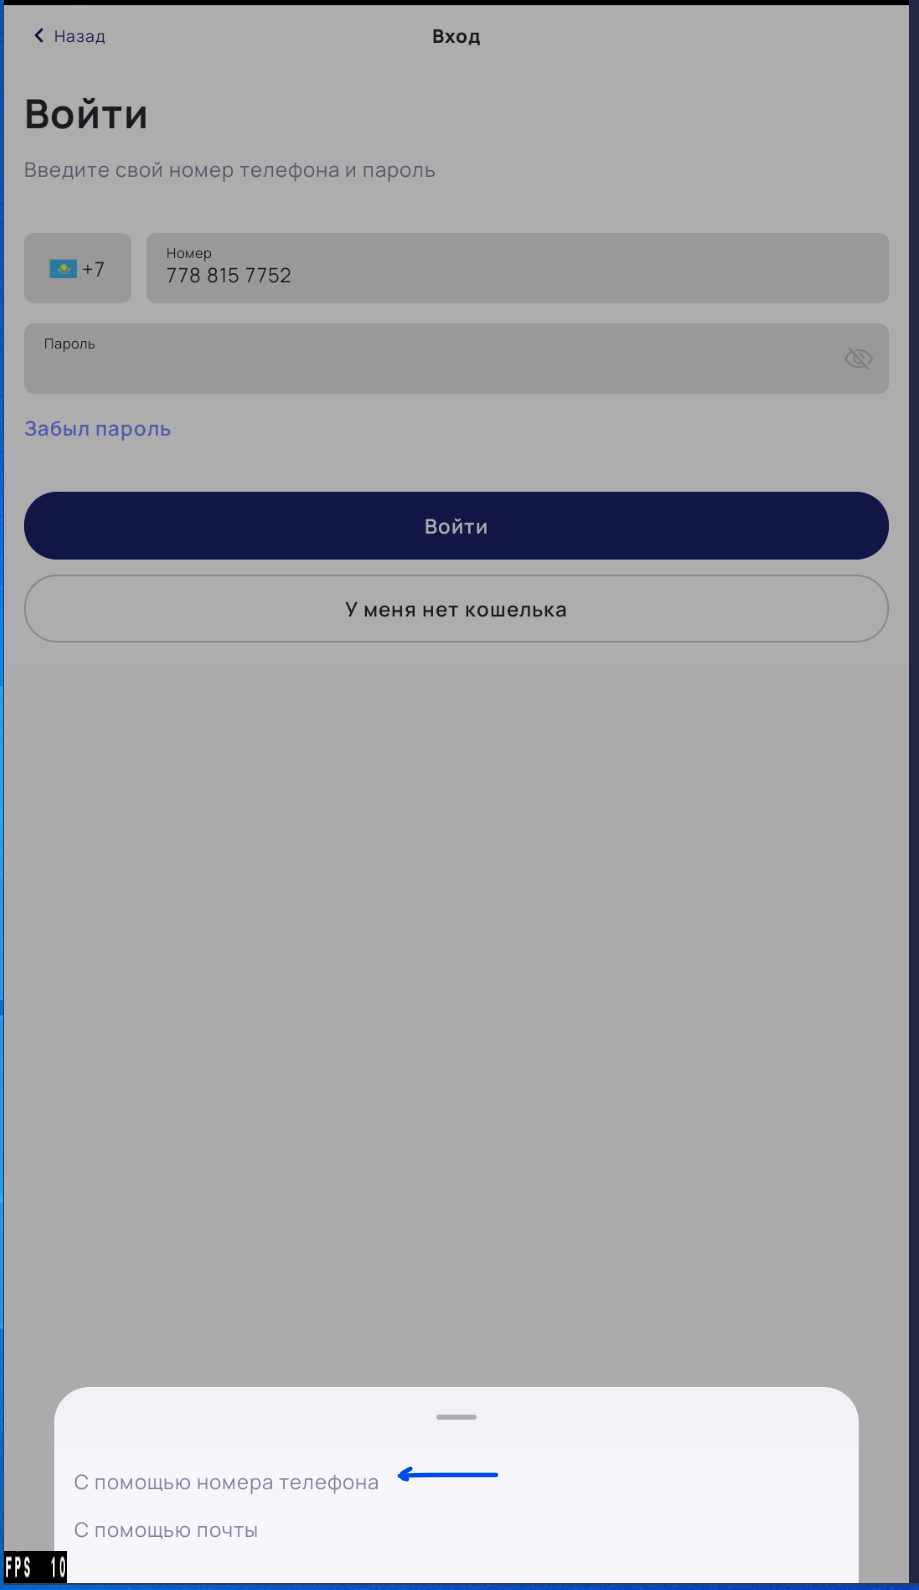 Назад
Вход
Войти
Введите свой номер телефона и пароль
+7
Номер
778 815 7752
Пароль
Забыл пароль
Войти
У меня нет кошелька
С помощью номера телефона
С помощью почты
FPS 10